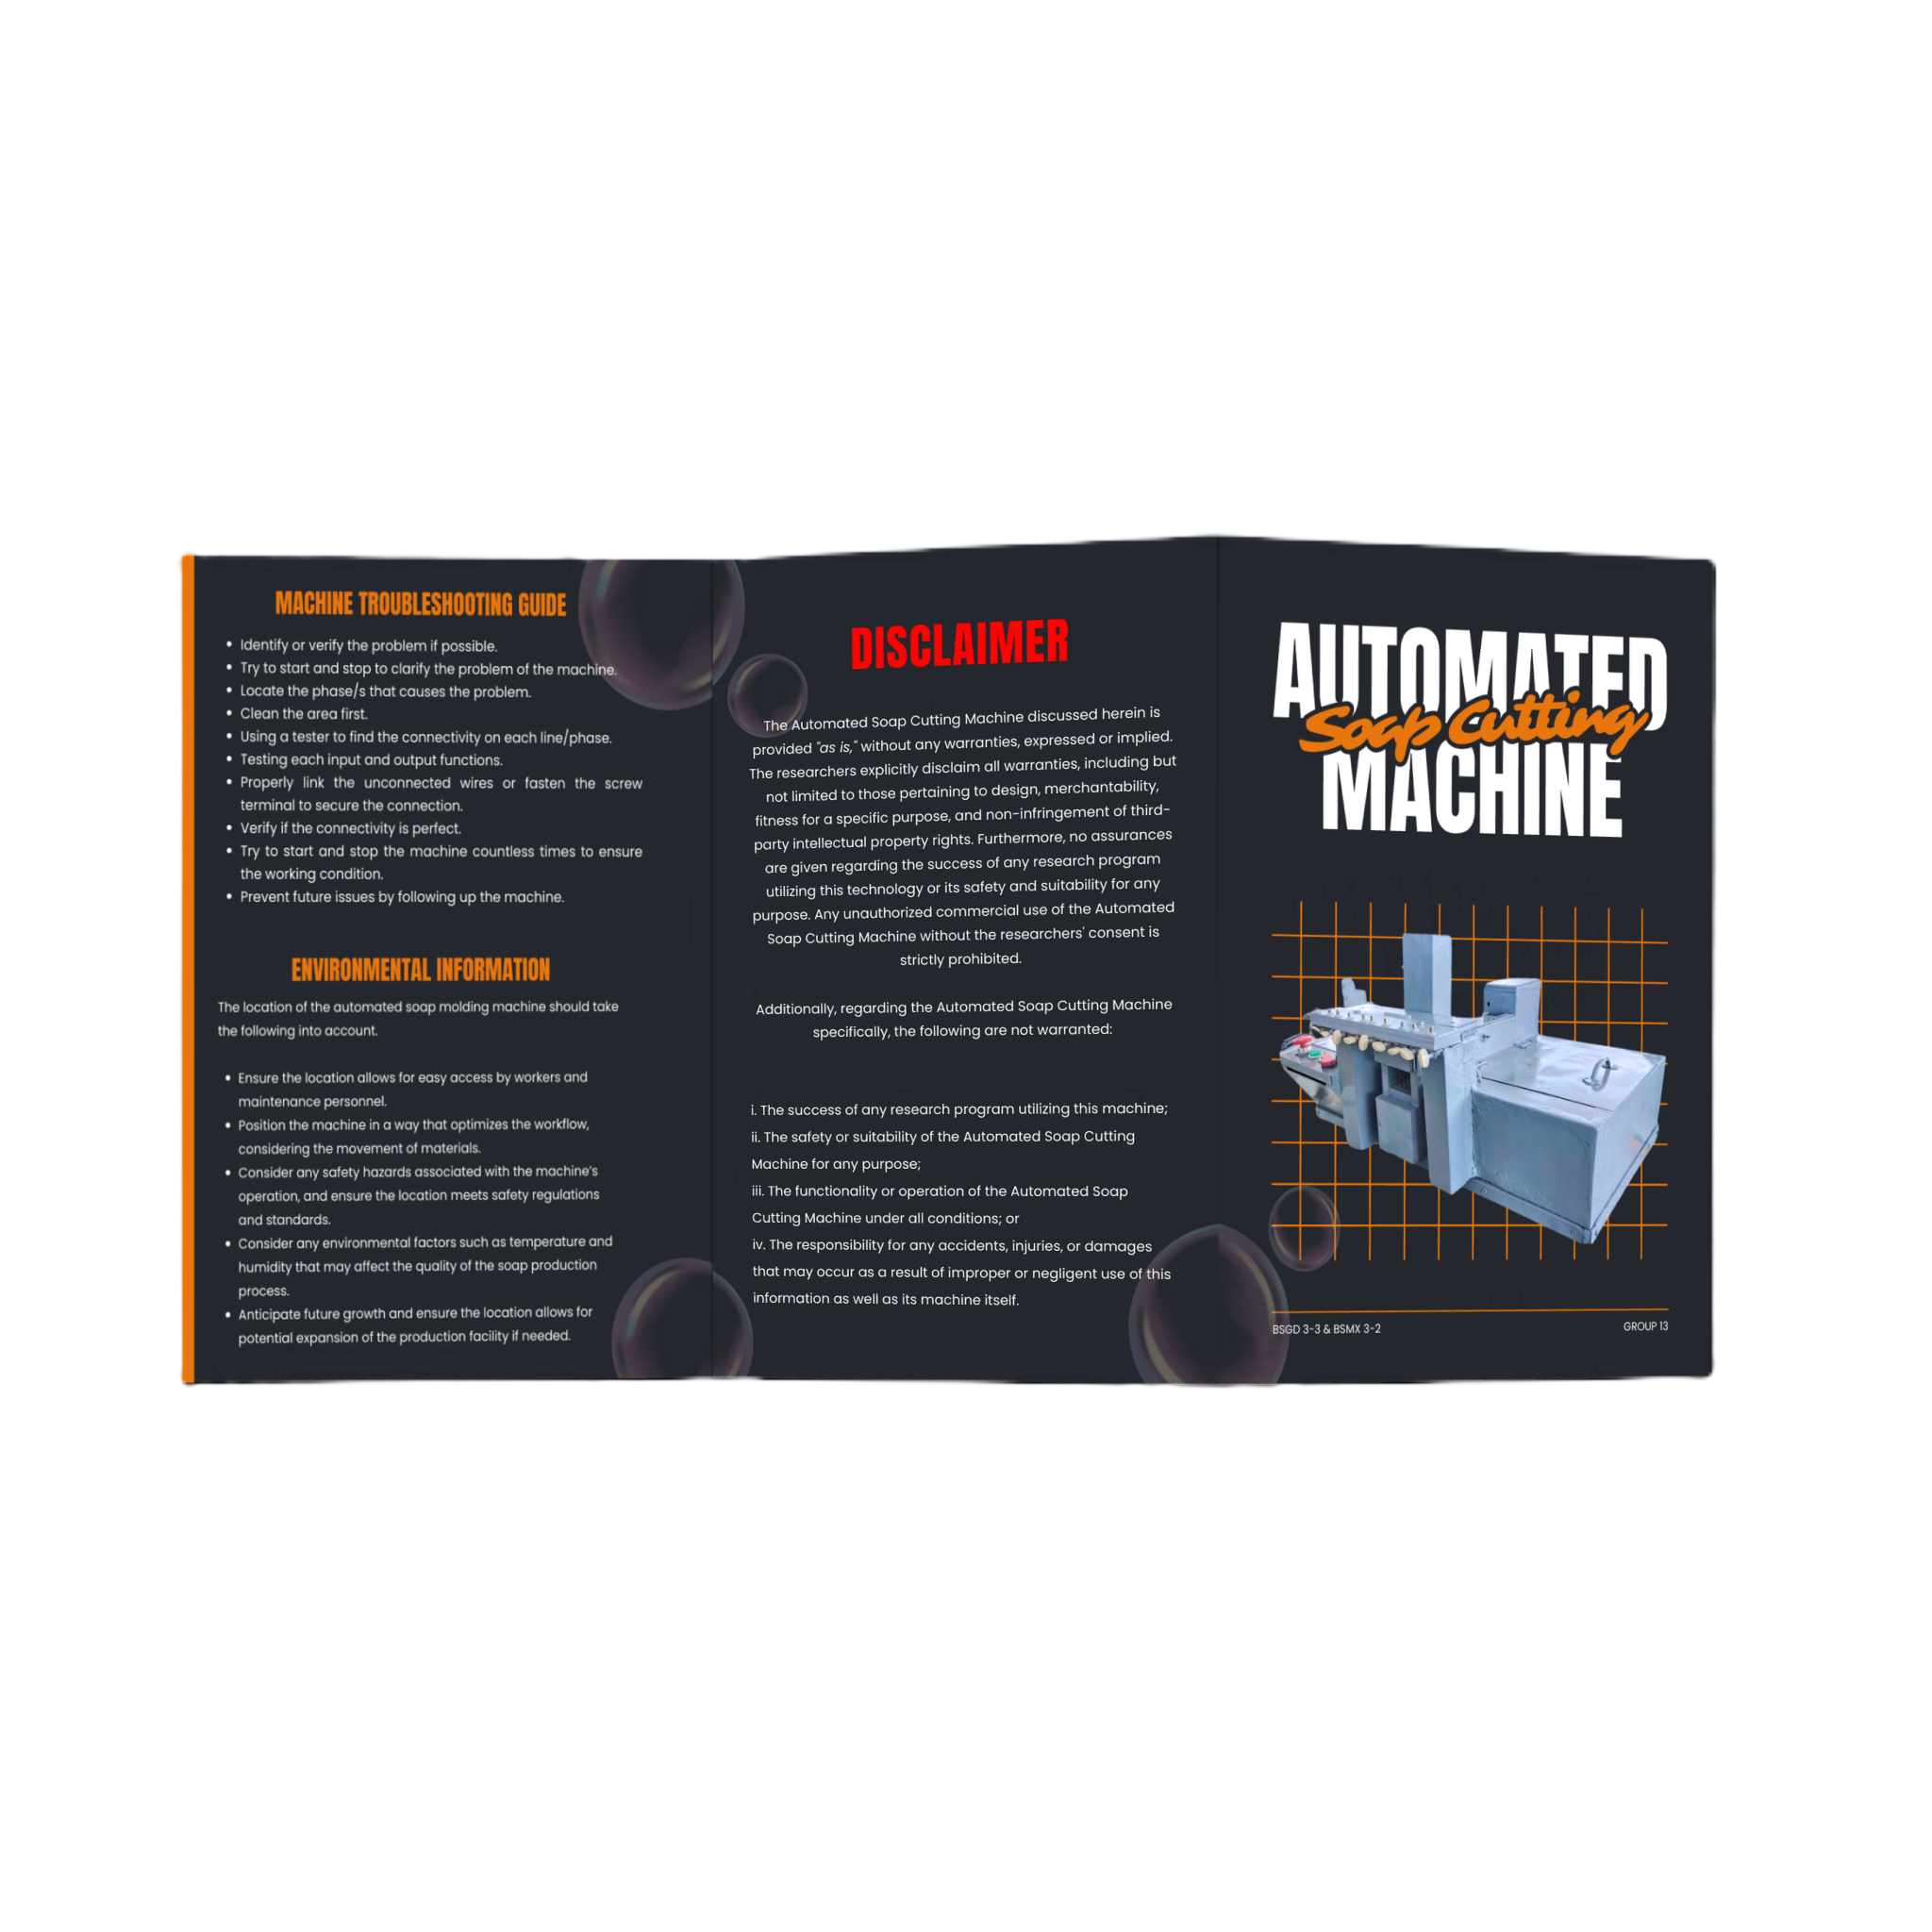 MACHINE TROUBLESHOOTING GUIDE
• Identify or verify the problem if possible.
• Try to start and stop to clarify the problem of the machine.
• Locate the phase/s that causes the problem.
• Clean the area first.
• Using a tester to find the connectivity on each line/phase.
• Testing each input and output functions.
• Properly link the unconnected wires or fasten the screw
terminal to secure the connection.
• Verify if the connectivity is perfect.
• Try to start and stop the machine countless times to ensure
the working condition.
• Prevent future issues by following up the machine.
ENVIRONMENTAL INFORMATION
The location of the automated soap molding machine should take
the following into account.
• Ensure the location allows for easy access by workers and
maintenance personnel.
• Position the machine in a way that optimizes the workflow,
considering the movement of materials.
• Consider any safety hazards associated with the machine's
operation, and ensure the location meets safety regulations
and standards.
• Consider any environmental factors such as temperature and
humidity that may affect the quality of the soap production
process.
• Anticipate future growth and ensure the location allows for
potential expansion of the production facility if needed.
DISCLAIMER
The Automated Soap Cutting Machine discussed herein is
provided "as is," without any warranties, expressed or implied.
The researchers explicitly disclaim all warranties, including but
not limited to those pertaining to design, merchantability,
fitness for a specific purpose, and non-infringement of third-
party intellectual property rights. Furthermore, no assurances
are given regarding the success of any research program
utilizing this technology or its safety and suitability for any
purpose. Any unauthorized commercial use of the Automated
Soap Cutting Machine without the researchers' consent is
strictly prohibited.
Additionally, regarding the Automated Soap Cutting Machine
specifically, the following are not warranted:
i. The success of any research program utilizing this machine;
ii. The safety or suitability of the Automated Soap Cutting
Machine for any purpose;
iii. The functionality or operation of the Automated Soap
Cutting Machine under all conditions; or
iv. The responsibility for any accidents, injuries, or damages
that may occur as a result of improper or negligent use of this
information as well as its machine itself.
AUTOMATED
Soap Cutting
MACHINE
BSGD 3-3 & BSMX 3-2
GROUP 13